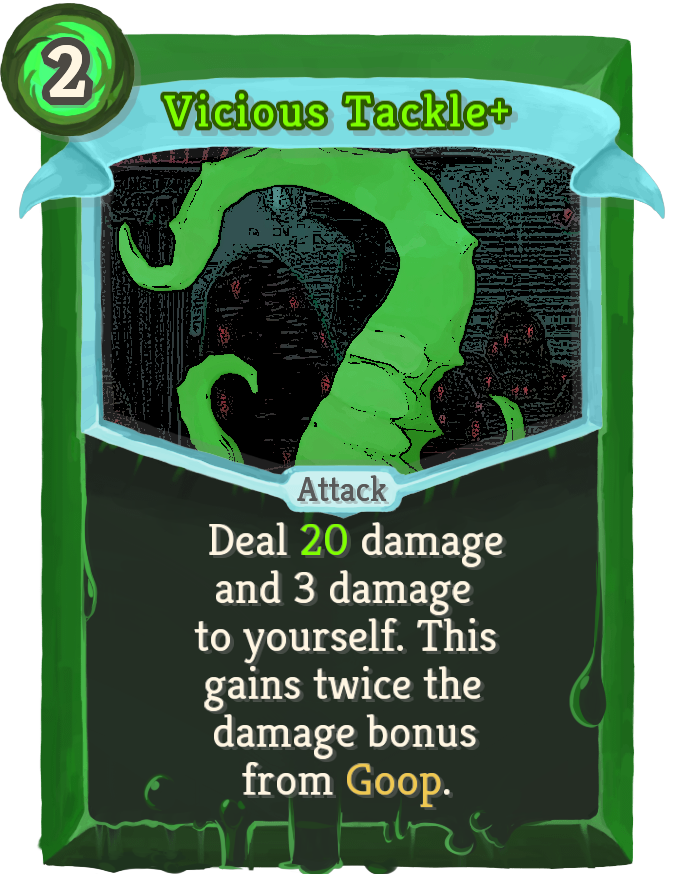 2
Vicious Tackle+
Attack
Deal 20 damage
and 3 damage
to yourself. This
gains twice the
damage bonus
from Goop.